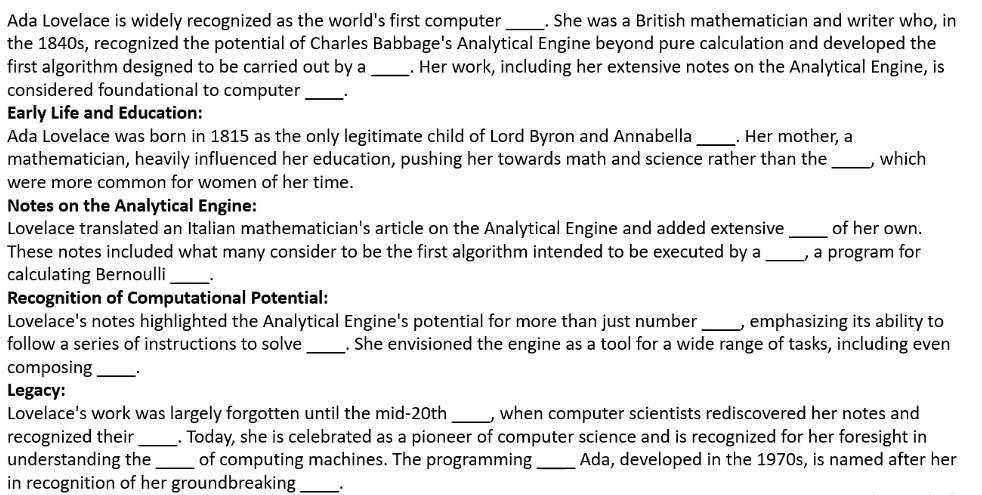 Ada Lovelace is widely recognized as the world's first computer ____. She was a British mathematician and writer who, in
the 1840s, recognized the potential of Charles Babbage's Analytical Engine beyond pure calculation and developed the
first algorithm designed to be carried out by a ____. Her work, including her extensive notes on the Analytical Engine, is
considered foundational to computer ____.
Early Life and Education:
Ada Lovelace was born in 1815 as the only legitimate child of Lord Byron and Annabella ____. Her mother, a
mathematician, heavily influenced her education, pushing her towards math and science rather than the ____, which
were more common for women of her time.
Notes on the Analytical Engine:
Lovelace translated an Italian mathematician's article on the Analytical Engine and added extensive ____ of her own.
These notes included what many consider to be the first algorithm intended to be executed by a ____, a program for
calculating Bernoulli ____.
Recognition of Computational Potential:
Lovelace's notes highlighted the Analytical Engine's potential for more than just number ____, emphasizing its ability to
follow a series of instructions to solve ____. She envisioned the engine as a tool for a wide range of tasks, including even
composing ____.
Legacy:
Lovelace's work was largely forgotten until the mid-20th ____, when computer scientists rediscovered her notes and
recognized their ____. Today, she is celebrated as a pioneer of computer science and is recognized for her foresight in
understanding the ____ of computing machines. The programming ____ Ada, developed in the 1970s, is named after her
in recognition of her groundbreaking ____.